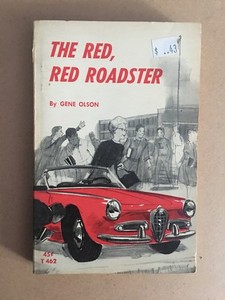 $ .43
THE RED,
RED ROADSTER
By GENE OLSON
45¢
T 462